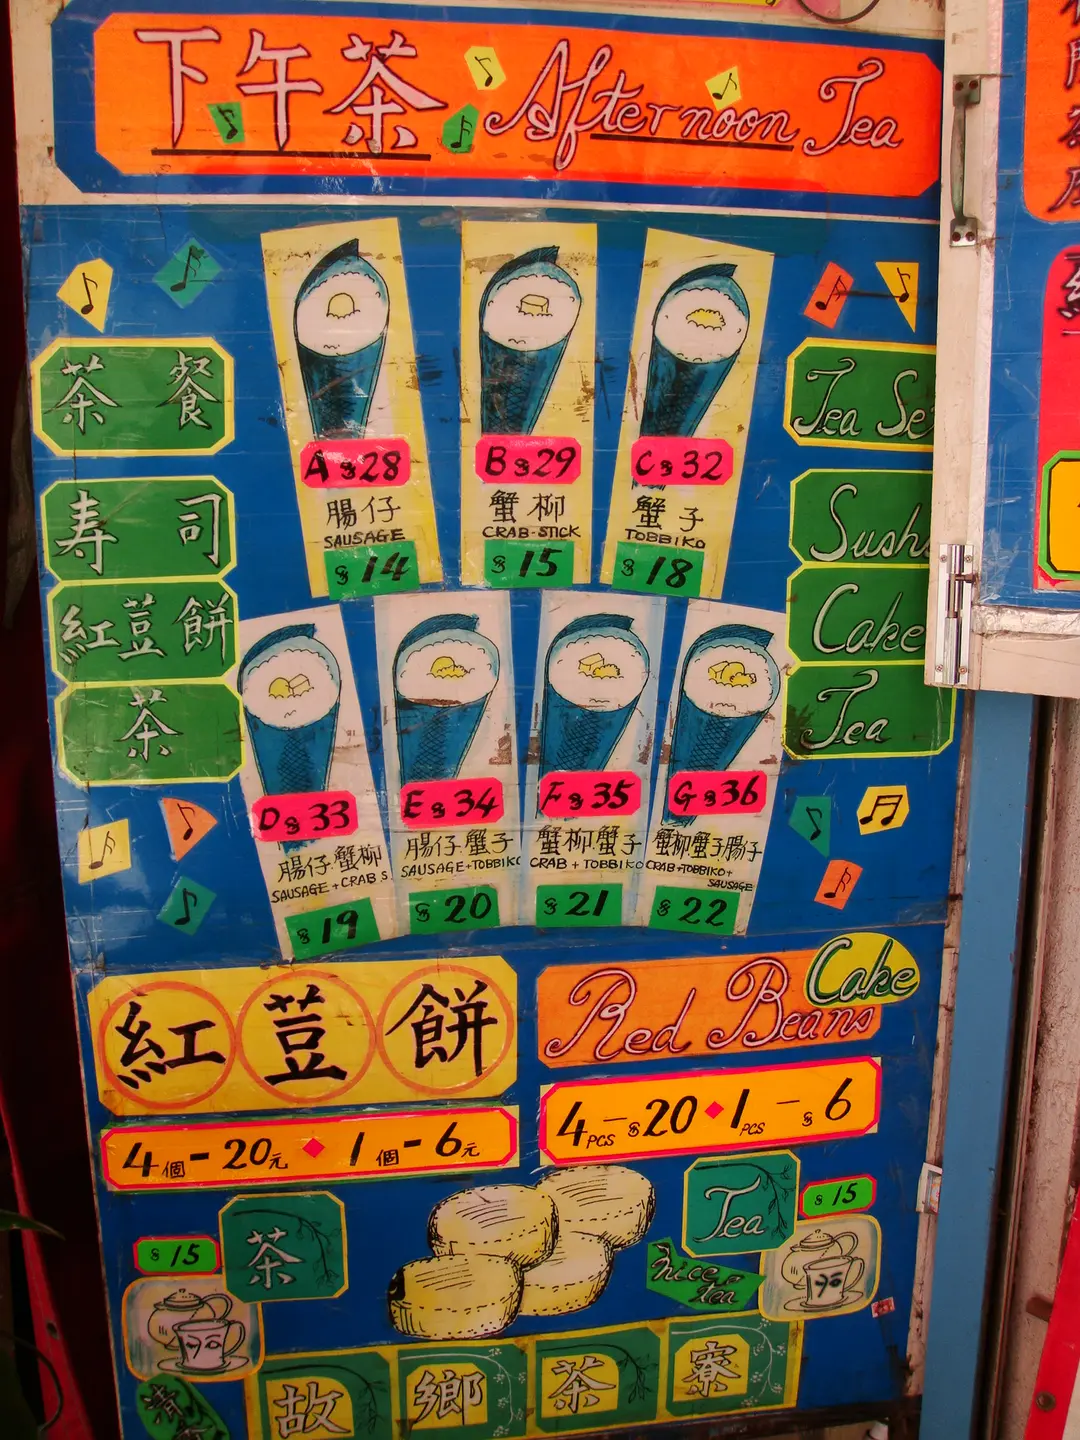 下午茶 Afternoon Tea
茶餐
Tea Se
A $28
B $29
C $32
腸仔
SAUSAGE
$14
蟹柳
CRAB-STICK
$15
蟹子
TOBBIKO
$18
寿司
Sush
紅荳餅
Cake
茶
Tea
D $33
E $34
F $35
G $36
腸仔.蟹柳
SAUSAGE + CRAB S
$19
腸仔蟹子
SAUSAGE+TOBBIKO
$20
蟹柳蟹子
CRAB + TOBBIKO
$21
蟹柳蟹子腸仔
CRAB+TOBBIKO+
SAUSAGE
$22
紅荳餅
Red Beans Cake
4個-20元 ◆ 1個-6元
4PCS-$20 ◆ 1PCS-$6
$15
茶
Tea
$15
nice tea
故鄉茶寮